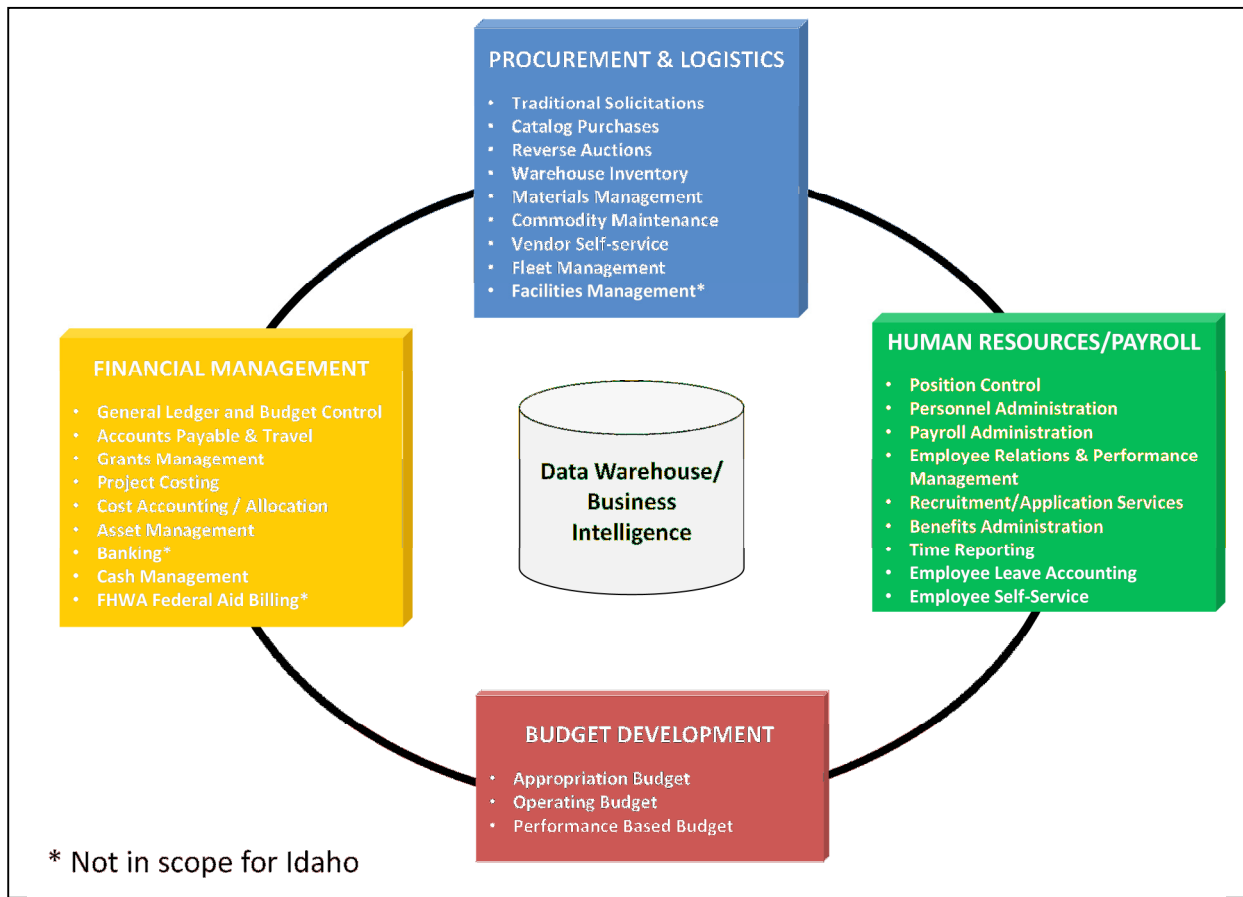 PROCUREMENT & LOGISTICS
• Traditional Solicitations
• Catalog Purchases
• Reverse Auctions
• Warehouse Inventory
• Materials Management
• Commodity Maintenance
• Vendor Self-service
• Fleet Management
• Facilities Management*
FINANCIAL MANAGEMENT
• General Ledger and Budget Control
• Accounts Payable & Travel
• Grants Management
• Project Costing
• Cost Accounting / Allocation
• Asset Management
• Banking*
• Cash Management
• FHWA Federal Aid Billing*
Data Warehouse/
Business
Intelligence
HUMAN RESOURCES/PAYROLL
• Position Control
• Personnel Administration
• Payroll Administration
• Employee Relations & Performance
Management
• Recruitment/Application Services
• Benefits Administration
• Time Reporting
• Employee Leave Accounting
• Employee Self-Service
BUDGET DEVELOPMENT
• Appropriation Budget
• Operating Budget
• Performance Based Budget
* Not in scope for Idaho